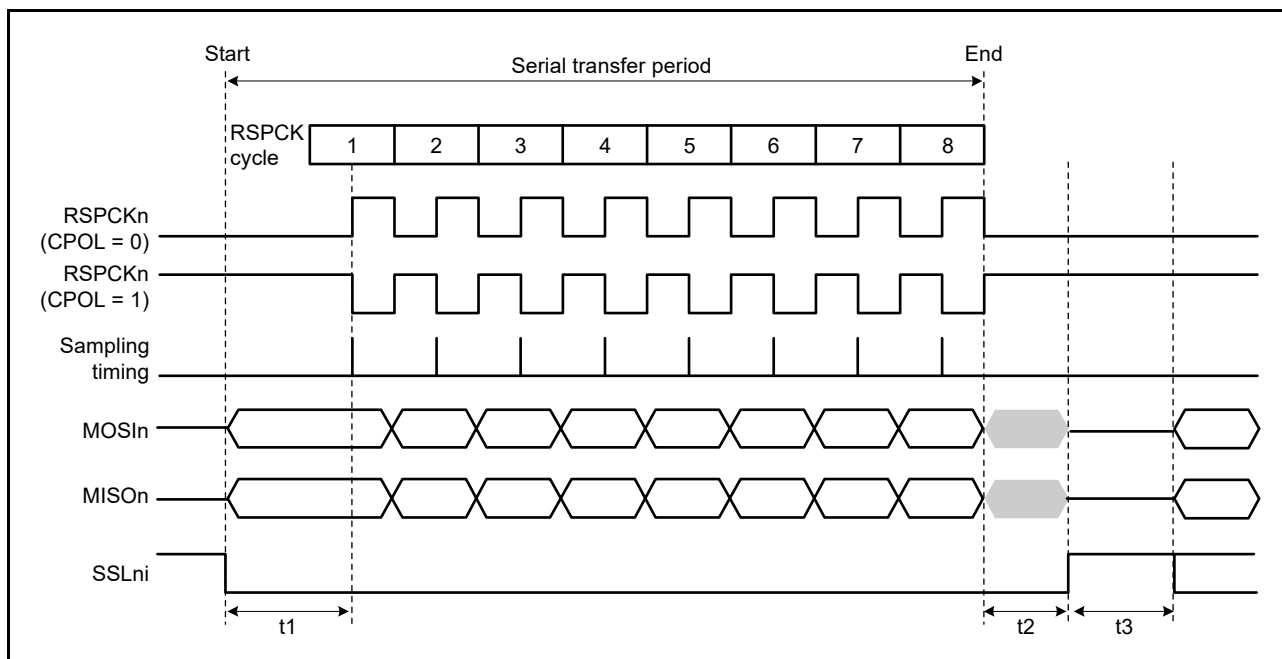 Start
End
Serial transfer period
RSPCK
cycle
1 2 3 4 5 6 7 8
RSPCKn
(CPOL = 0)
RSPCKn
(CPOL = 1)
Sampling
timing
MOSIn
MISOn
SSLni
t1
t2
t3